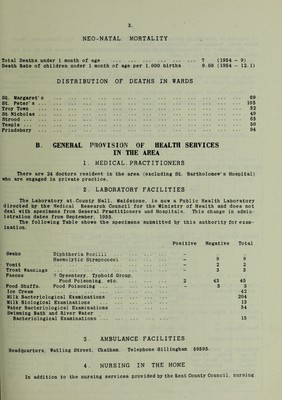 3.
NEO-NATAL MORTALITY
Total Deaths under 1 month of age ... ... ... ... 7 (1954 - 9)
Death Rate of children under 1 month of age per 1,000 births ... 9.68 (1954 - 12.1)
DISTRIBUTION OF DEATHS IN WARDS
St. Margaret's ... ... ... 69
St. Peter's ... ... ... 105
Troy Town ... ... ... 52
St Nicholas ... ... ... 49
Strood ... ... ... 55
Temple ... ... ... 50
Frindsbury ... ... ... 94
B. GENERAL PROVISION OF HEALTH SERVICES
IN THE AREA
1. MEDICAL PRACTITIONERS
There are 24 doctors resident in the area (excluding St. Bartholomew's Hospital)
who are engaged in private practice.
2. LABORATORY FACILITIES
The Laboratory at County Hall, Maidstone, is now a Public Health Laboratory
directed by the Medical Research Council for the Ministry of Health and does not
deal with specimens from General Practitioners and Hospitals. This change in admin-
istration dates from September, 1955.
The following Table shows the specimens submitted by this authority for exam-
ination.
Positive Negative Total
Swabs Diphtheria Bacilli ... ... - - -
Haemolytic Streptococci ... - 9 9
Vomit ... ... ... - 2 2
Trout Washings ... ... ... - 3 3
Faeces ? Dysentery, Typhoid Group,
Food Poisoning, etc. ... ... 2 43 45
Food Stuffs. Food Poisoning ... ... - 3 3
Ice Cream ... ... ... 42
Milk Bacteriological Examinations ... ... 204
Milk Biological Examinations ... ... 13
Water Bacteriological Examinations ... ... 34
Swimming Bath and River Water
Bacteriological Examinations ... ... 15
3. AMBULANCE FACILITIES
Headquarters, Watling Street, Chatham. Telephone Gillingham 59595.
4. NURSING IN THE HOME
In addition to the nursing services provided by the Kent County Council, nursing